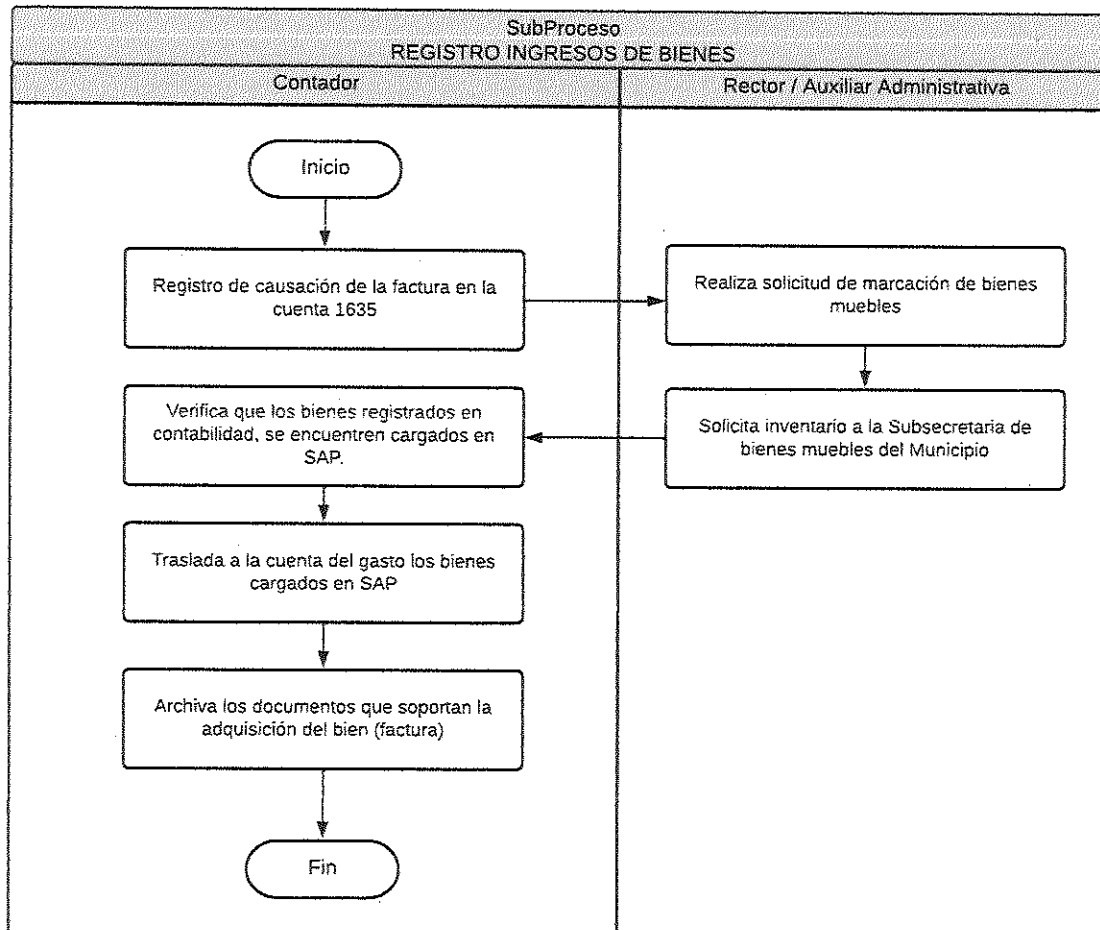 SubProceso
REGISTRO INGRESOS DE BIENES
Contador
Rector / Auxiliar Administrativa
Inicio
Registro de causación de la factura en la
cuenta 1635
Realiza solicitud de marcación de bienes
muebles
Verifica que los bienes registrados en
contabilidad, se encuentren cargados en
SAP.
Solicita inventario a la Subsecretaria de
bienes muebles del Municipio
Traslada a la cuenta del gasto los bienes
cargados en SAP
Archiva los documentos que soportan la
adquisición del bien (factura)
Fin